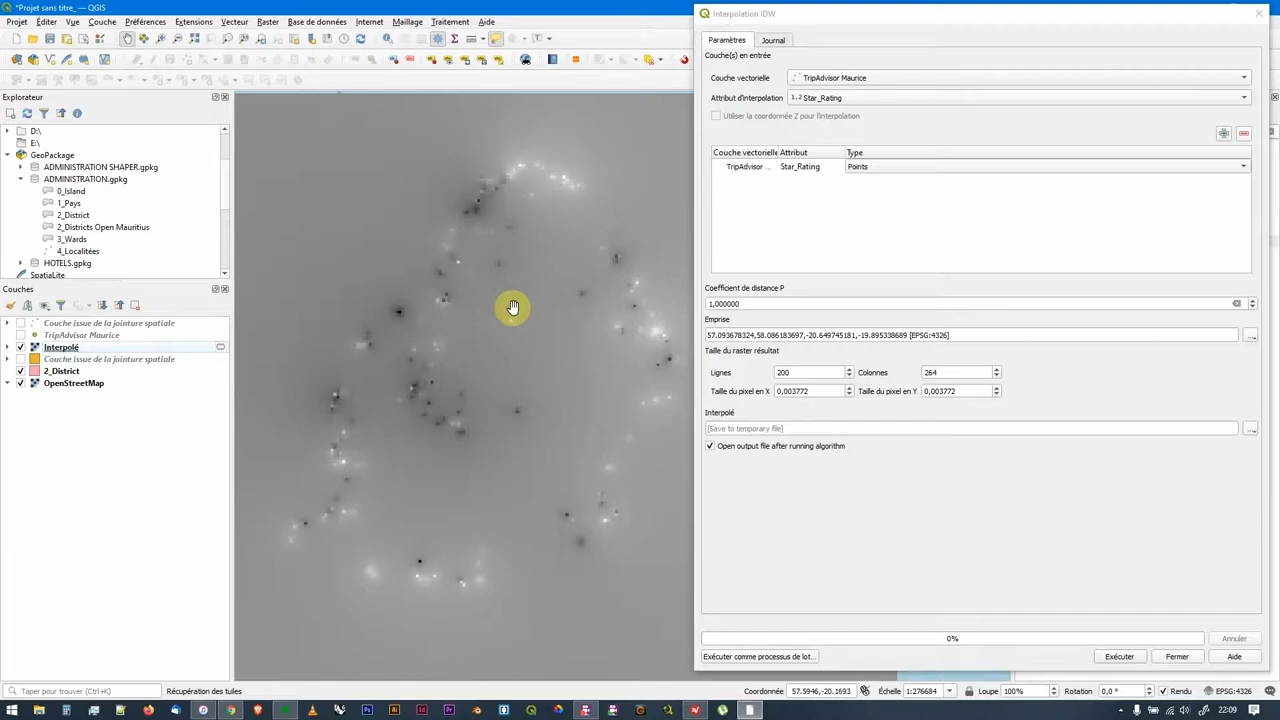 *Projet sans titre_ — QGIS
Projet Éditer Vue Couche Préférences Extensions Vecteur Raster Base de données Internet Maillage Traitement Aide
Explorateur
D:\
E:\
GeoPackage
ADMINISTRATION SHAPER.gpkg
ADMINISTRATION.gpkg
0_Island
1_Pays
2_District
2_Districts Open Mauritius
3_Wards
4_Localitées
HOTELS.gpkg
SpatiaLite
Couches
Couche issue de la jointure spatiale
TripAdvisor Maurice
Interpolé
Couche issue de la jointure spatiale
2_District
OpenStreetMap
Interpolation IDW
Paramètres Journal
Couche(s) en entrée
Couche vectorielle TripAdvisor Maurice
Attribut d'interpolation 1.2 Star_Rating
Utiliser la coordonnée Z pour l'interpolation
Couche vectorielle Attribut Type
TripAdvisor ... Star_Rating Points
Coefficient de distance P
1,000000
Emprise
57.093678324,58.086183697,-20.649745181,-19.895338689 [EPSG:4326]
...
Taille du raster résultat
Lignes 200 Colonnes 264
Taille du pixel en X 0,003772 Taille du pixel en Y 0,003772
Interpolé
[Save to temporary file]
...
Open output file after running algorithm
0%
Annuler
Exécuter comme processus de lot... Exécuter Fermer Aide
Taper pour trouver (Ctrl+K) Récupération des tuiles Coordonnée 57.5946,-20.1693 Échelle 1:276684 Loupe 100% Rotation 0,0 ° Rendu EPSG:4326
22:09